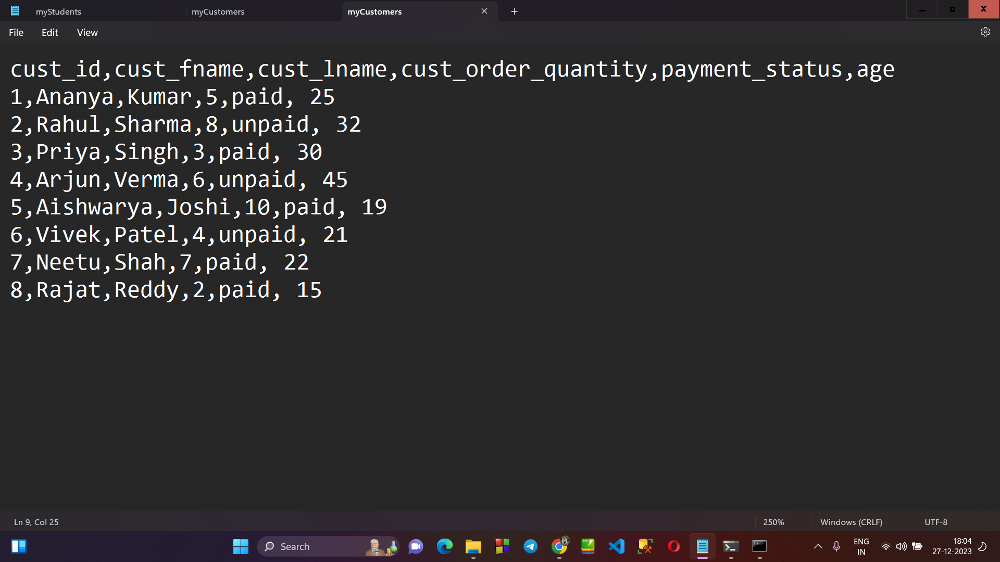 myStudents myCustomers myCustomers
File Edit View
cust_id,cust_fname,cust_lname,cust_order_quantity,payment_status,age
1,Ananya,Kumar,5,paid, 25
2,Rahul,Sharma,8,unpaid, 32
3,Priya,Singh,3,paid, 30
4,Arjun,Verma,6,unpaid, 45
5,Aishwarya,Joshi,10,paid, 19
6,Vivek,Patel,4,unpaid, 21
7,Neetu,Shah,7,paid, 22
8,Rajat,Reddy,2,paid, 15
Ln 9, Col 25 250% Windows (CRLF) UTF-8
Search ENG 18:04
IN 27-12-2023